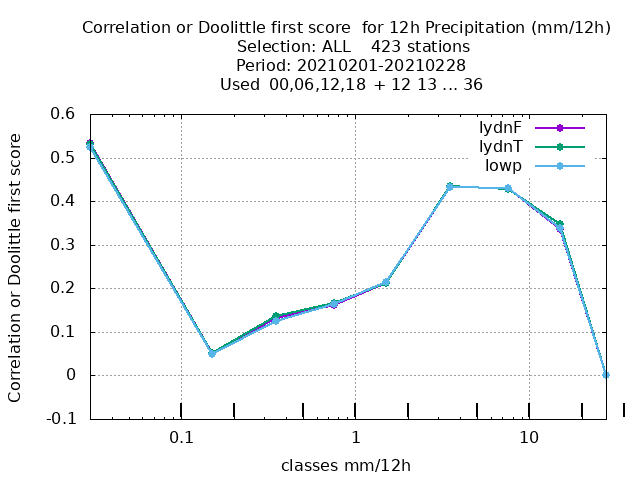 Correlation or Doolittle first score  for 12h Precipitation (mm/12h)
Selection: ALL    423 stations
Period: 20210201-20210228
Used  00,06,12,18  + 12 13 ... 36
Correlation or Doolittle first score
0.6
0.5
0.4
0.3
0.2
0.1
0
-0.1
lydnF
lydnT
lowp
0.1
1
10
classes mm/12h